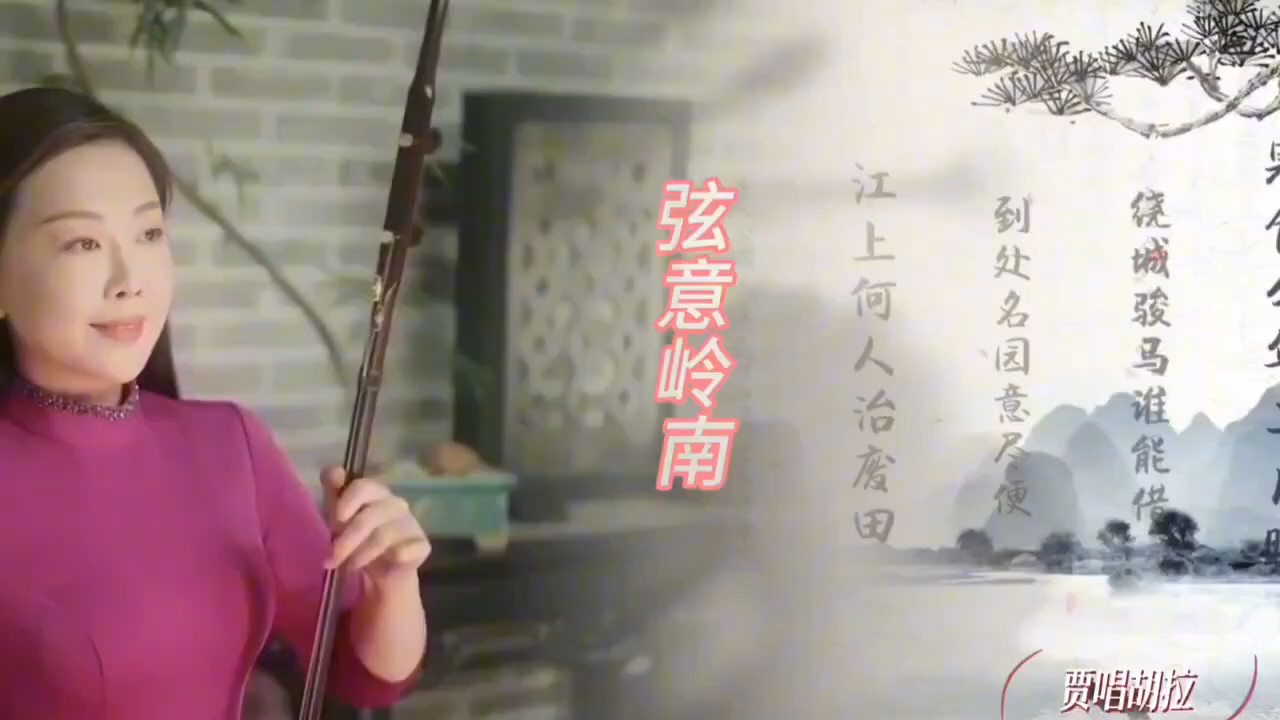 绕城骏马谁能借
到处名园意尽便
江上何人治废田
弦意岭南
贾唱胡拉